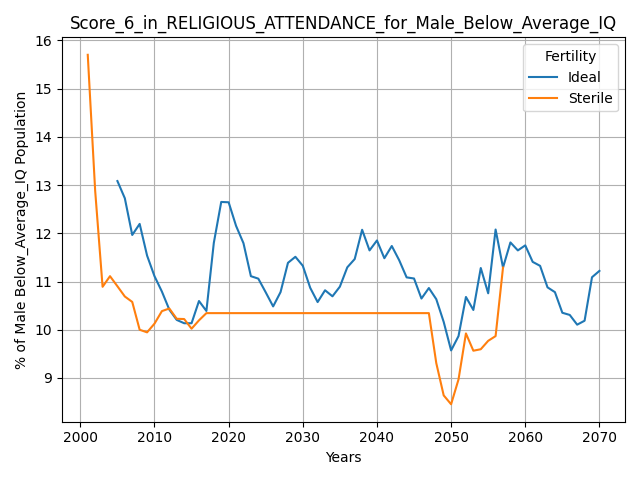 Score_6_in_RELIGIOUS_ATTENDANCE_for_Male_Below_Average_IQ
Fertility
Ideal
Sterile
% of Male Below_Average_IQ Population
16
15
14
13
12
11
10
9
2000 2010 2020 2030 2040 2050 2060 2070
Years